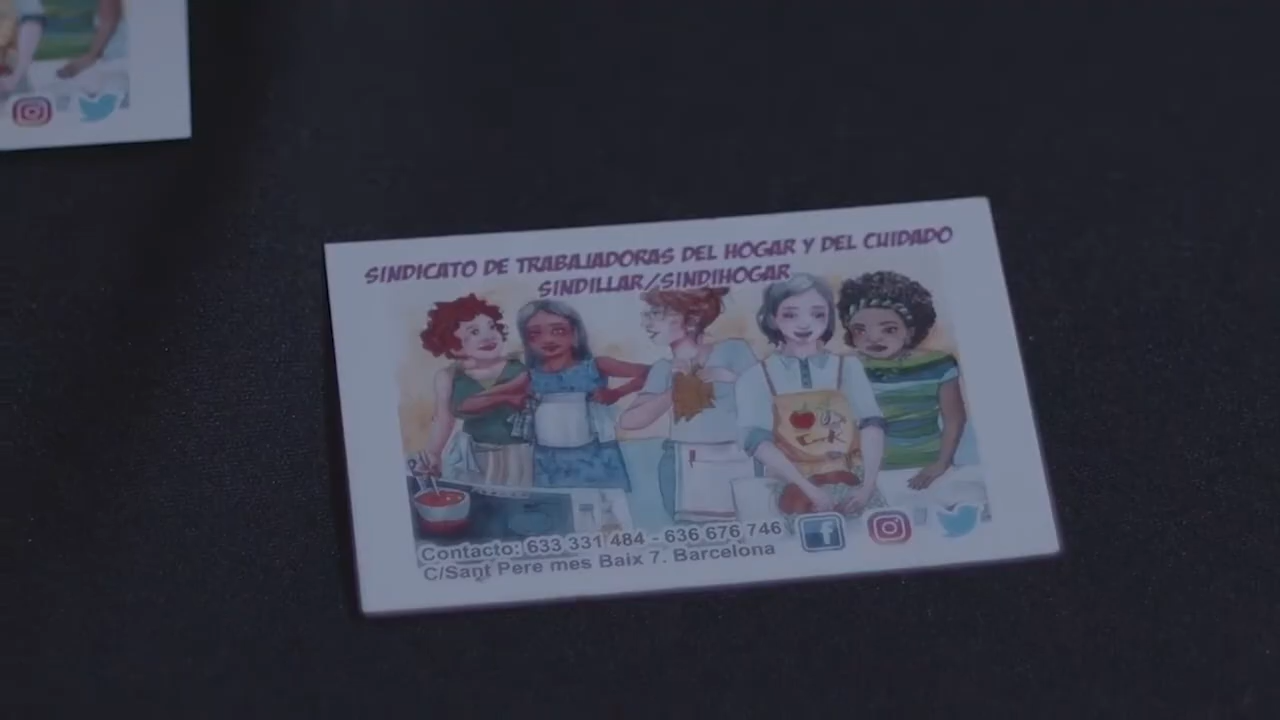 SINDICATO DE TRABAJADORAS DEL HOGAR Y DEL CUIDADO
SINDILLAR/SINDIHOGAR
Contacto: 633 331 484 - 636 676 746
C/Sant Pere mes Baix 7. Barcelona